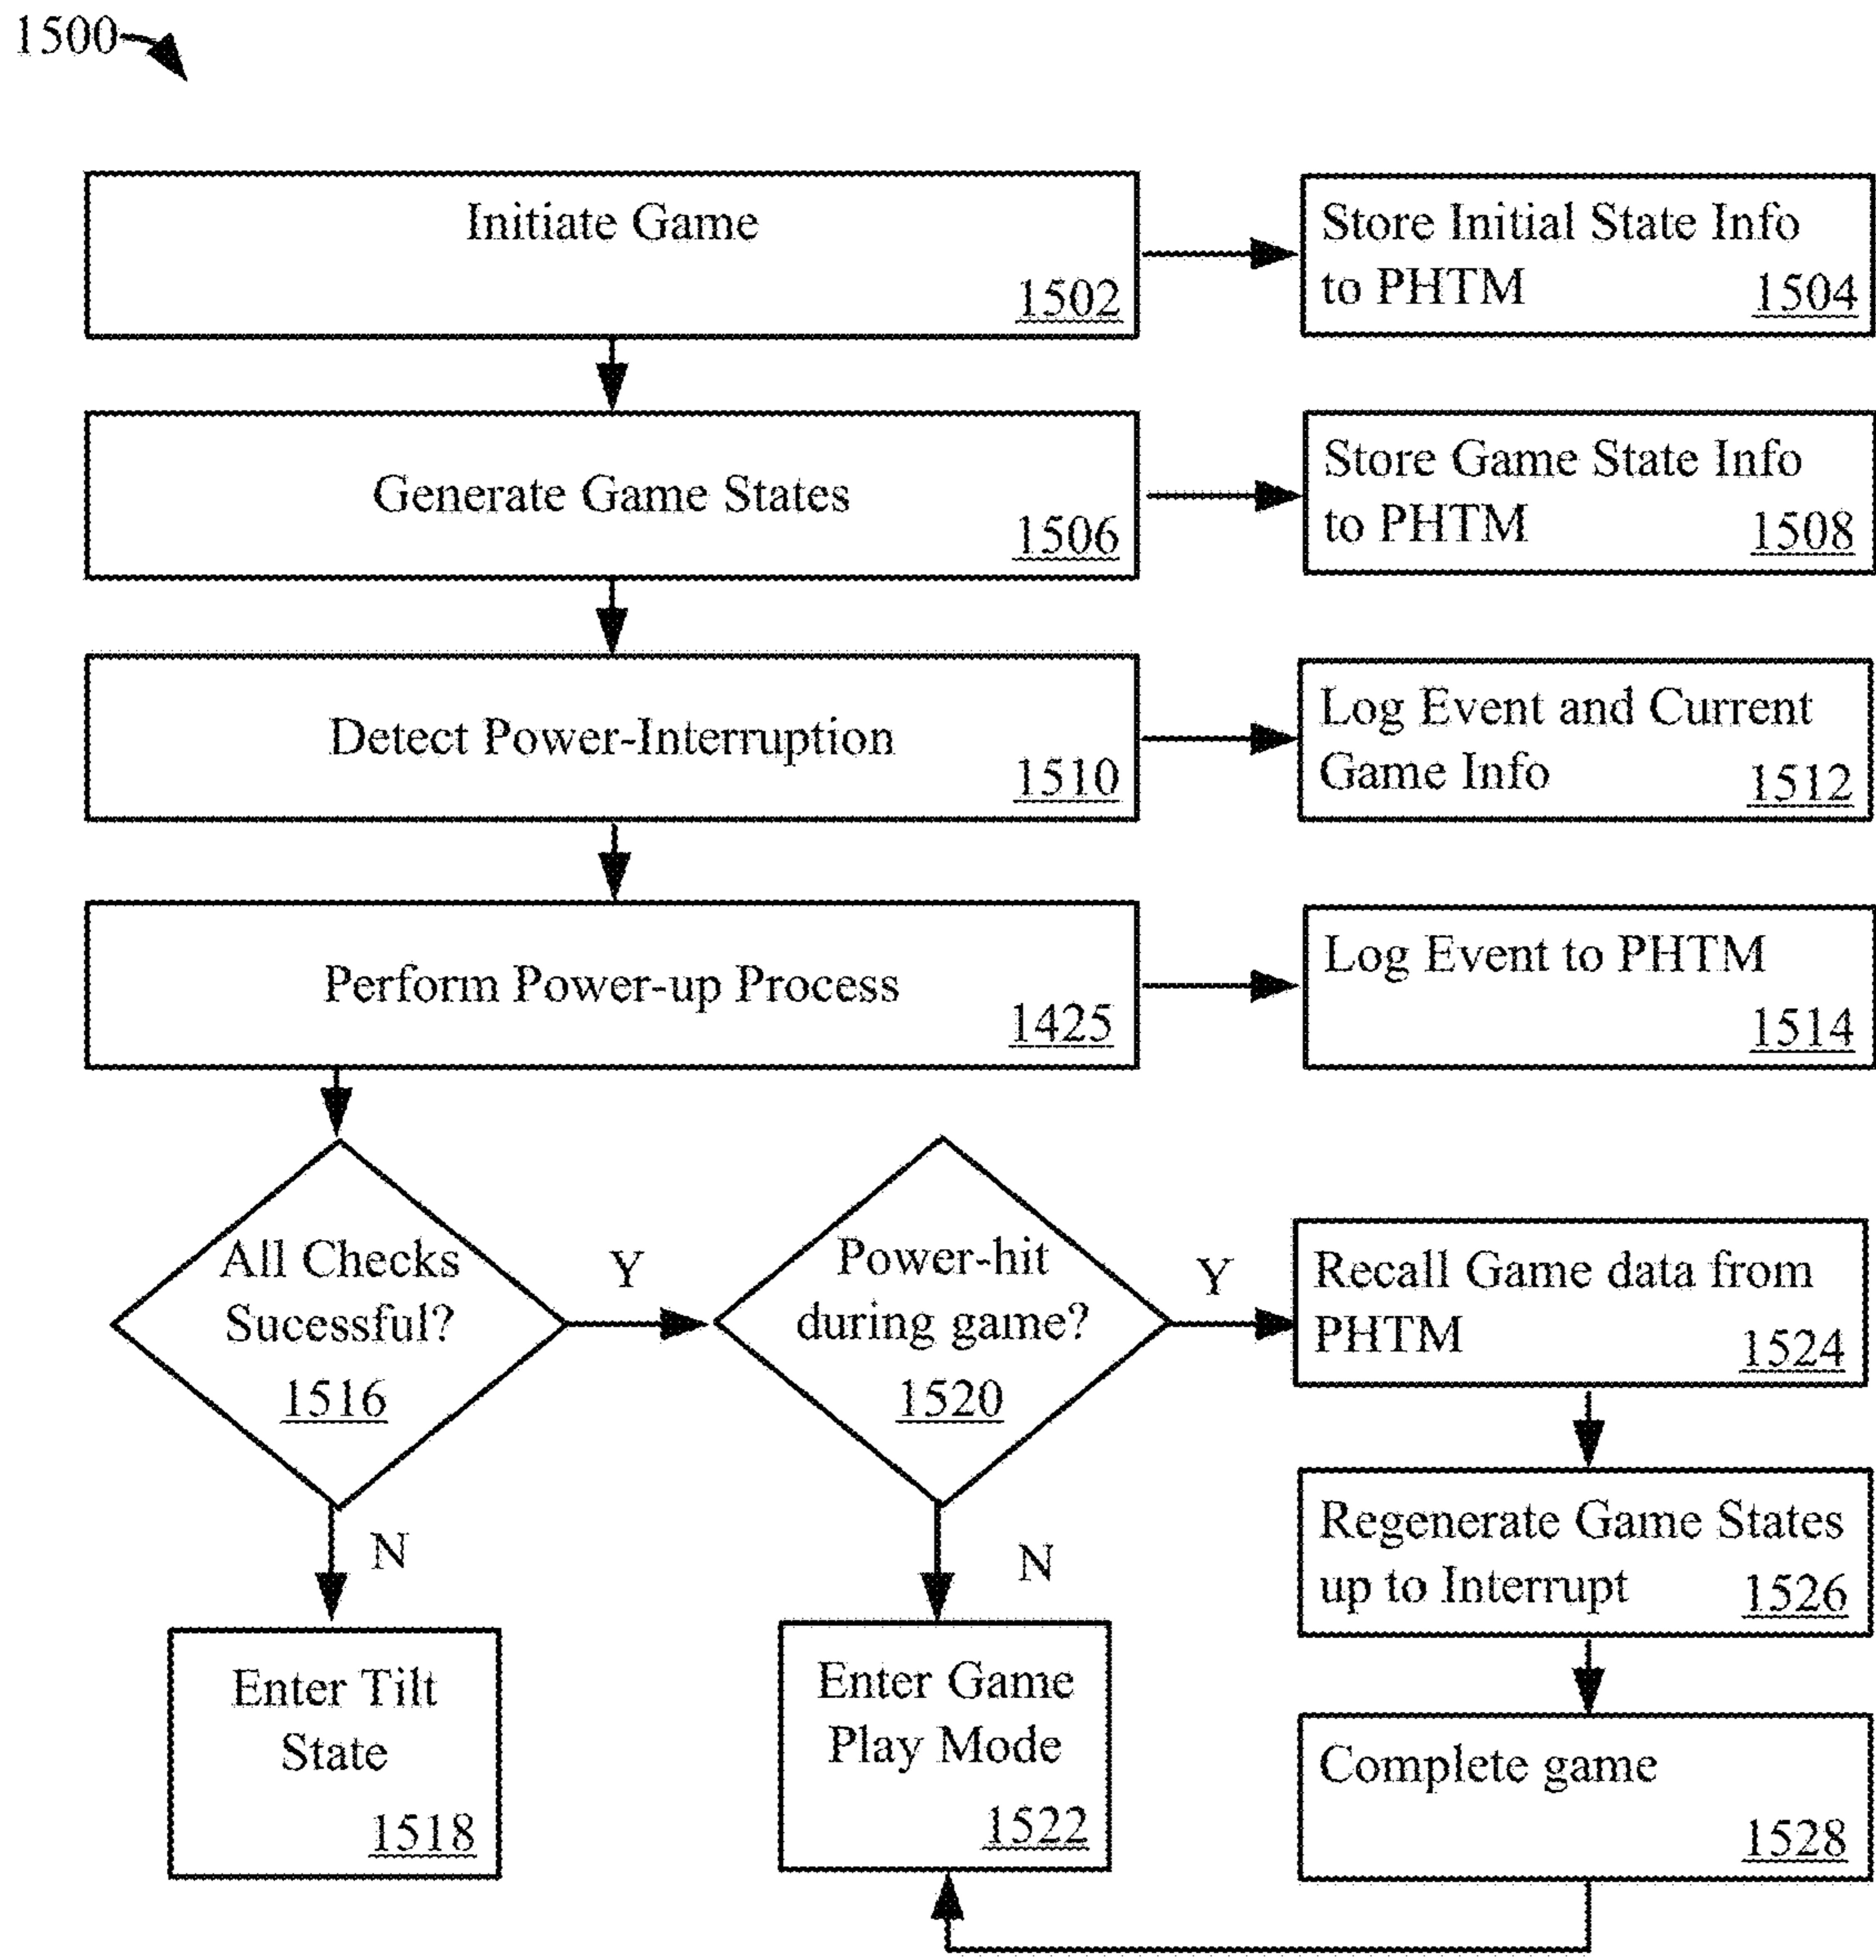 1500
Initiate Game
1502
Store Initial State Info
to PHTM
1504
Generate Game States
1506
Store Game State Info
to PHTM
1508
Detect Power-Interruption
1510
Log Event and Current
Game Info
1512
Perform Power-up Process
1425
Log Event to PHTM
1514
All Checks
Sucessful?
1516
Y
Power-hit
during game?
1520
Y
Recall Game data from
PHTM
1524
N
N
Regenerate Game States
up to Interrupt
1526
Enter Tilt
State
1518
Enter Game
Play Mode
1522
Complete game
1528